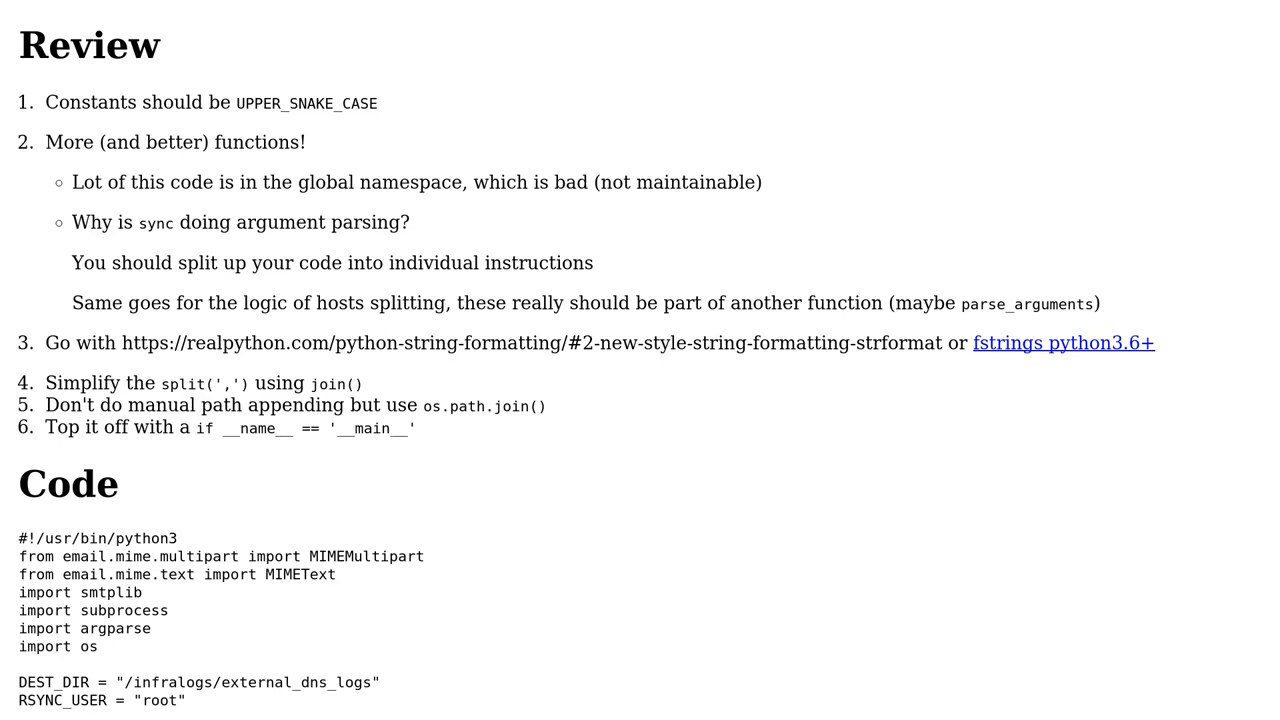 Review
1. Constants should be UPPER_SNAKE_CASE
2. More (and better) functions!
◦ Lot of this code is in the global namespace, which is bad (not maintainable)
◦ Why is sync doing argument parsing?
You should split up your code into individual instructions
Same goes for the logic of hosts splitting, these really should be part of another function (maybe parse_arguments)
3. Go with https://realpython.com/python-string-formatting/#2-new-style-string-formatting-strformat or fstrings python3.6+
4. Simplify the split(',') using join()
5. Don't do manual path appending but use os.path.join()
6. Top it off with a if __name__ == '__main__'
Code
#!/usr/bin/python3
from email.mime.multipart import MIMEMultipart
from email.mime.text import MIMEText
import smtplib
import subprocess
import argparse
import os
DEST_DIR = "/infralogs/external_dns_logs"
RSYNC_USER = "root"